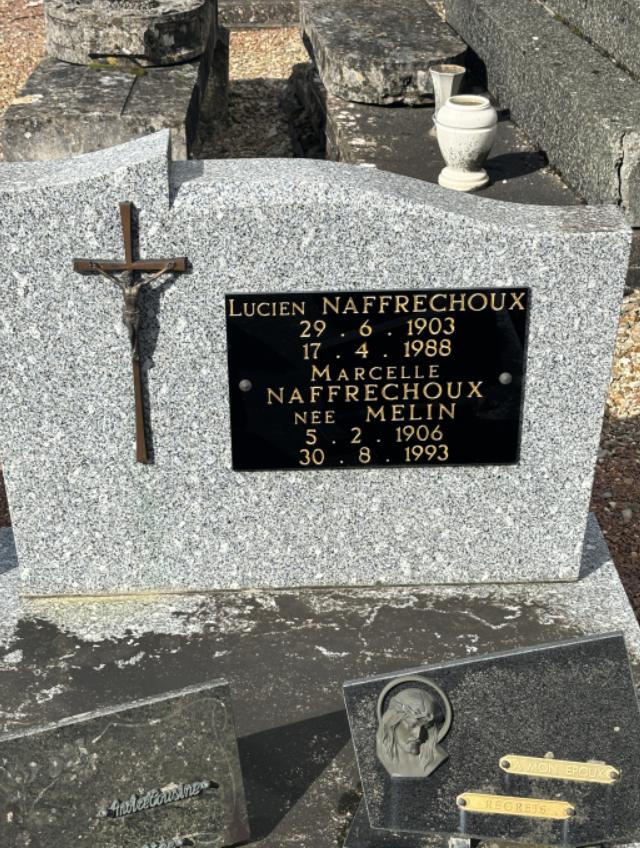 LUCIEN NAFFRECHOUX
29 . 6 . 1903
17 . 4 . 1988
MARCELLE
NAFFRECHOUX
NÉE MELIN
5 . 2 . 1906
30 . 8 . 1993
A MON EPOUX
REGRETS